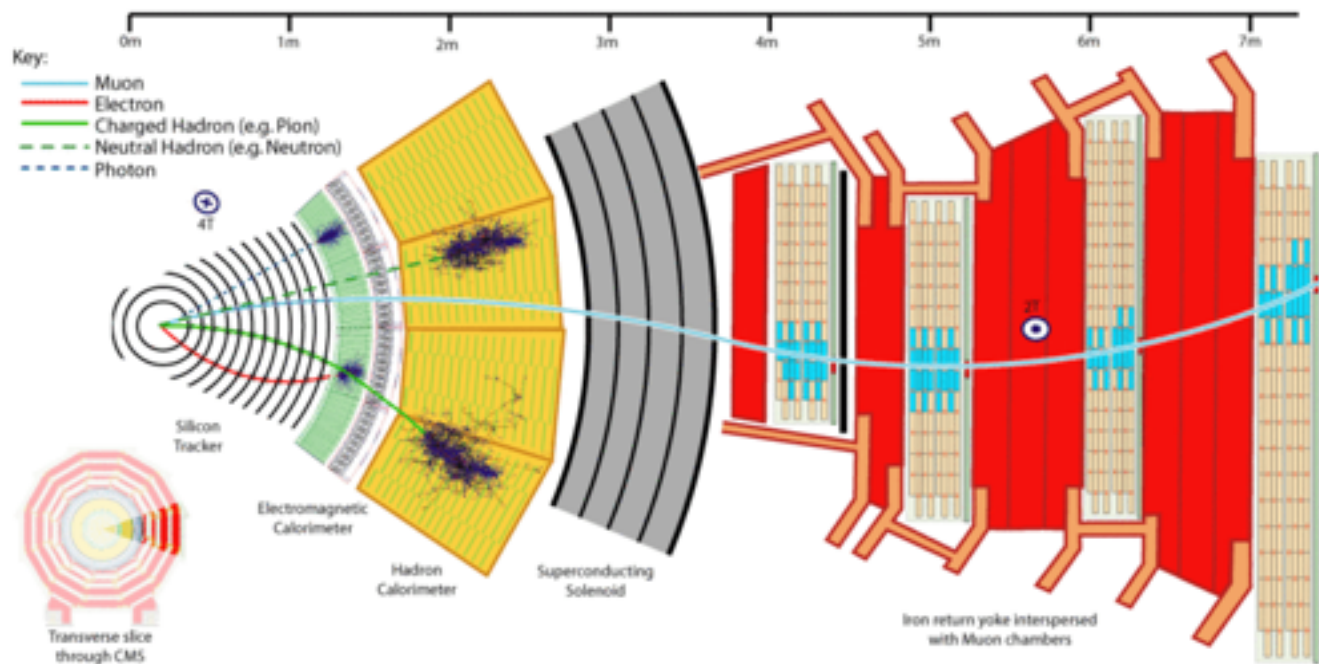 0m 1m 2m 3m 4m 5m 6m 7m
Key:
Muon
Electron
Charged Hadron (e.g. Pion)
Neutral Hadron (e.g. Neutron)
Photon
4T
2T
Silicon
Tracker
Electromagnetic
Calorimeter
Hadron
Calorimeter
Superconducting
Solenoid
Iron return yoke interspersed
with Muon chambers
Transverse slice
through CMS